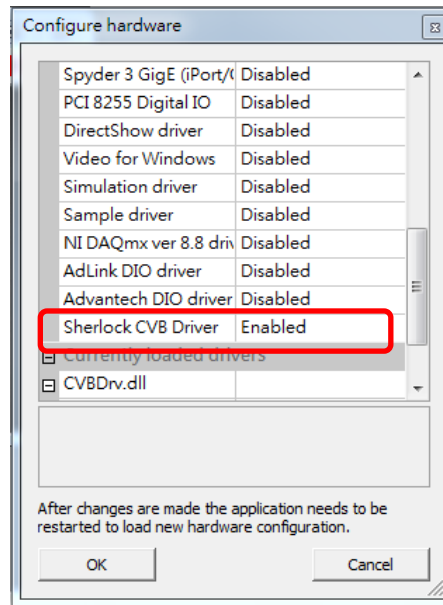 Configure hardware
Spyder 3 GigE (iPort/( Disabled
PCI 8255 Digital IO Disabled
DirectShow driver Disabled
Video for Windows Disabled
Simulation driver Disabled
Sample driver Disabled
NI DAQmx ver 8.8 driv Disabled
AdLink DIO driver Disabled
Advantech DIO driver Disabled
Sherlock CVB Driver Enabled
Currently loaded drivers
CVBDrv.dll
After changes are made the application needs to be
restarted to load new hardware configuration.
OK Cancel